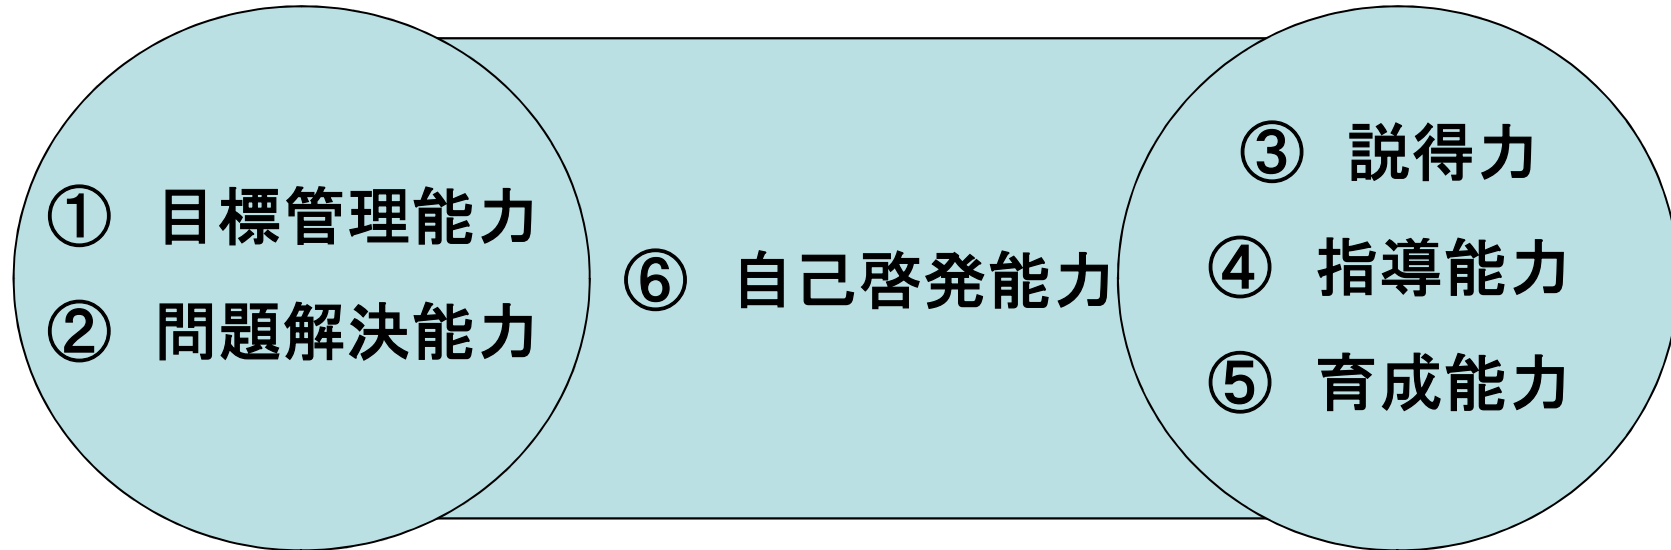 ① 目標管理能力
② 問題解決能力
⑥ 自己啓発能力
③ 説得力
④ 指導能力
⑤ 育成能力